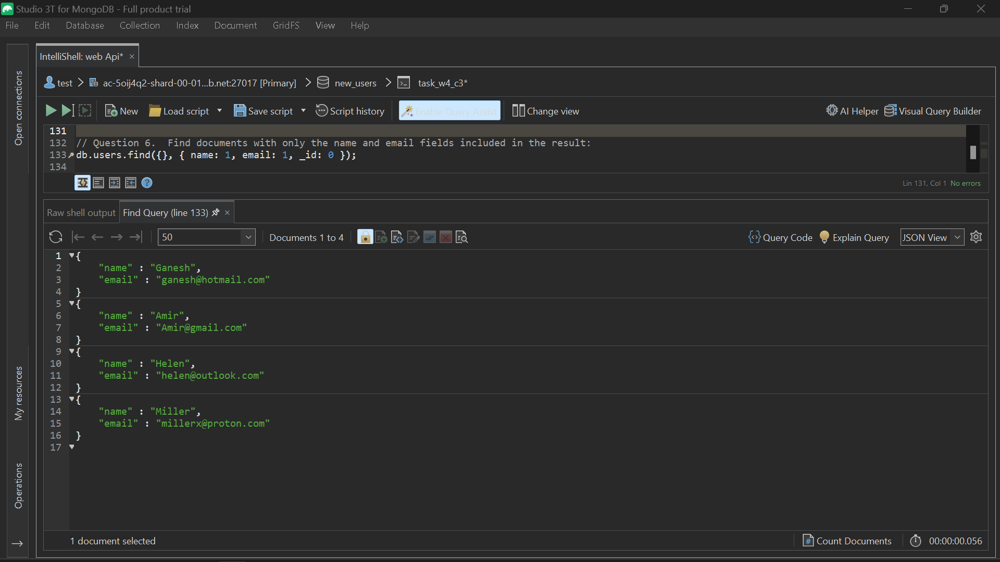 Studio 3T for MongoDB - Full product trial
File Edit Database Collection Index Document GridFS View Help
IntelliShell: web Api*
test ac-5oij4q2-shard-00-01...b.net:27017 [Primary] new_users task_w4_c3*
New Load script Save script Script history Enable Query Assist Change view AI Helper Visual Query Builder
131
132 // Question 6.  Find documents with only the name and email fields included in the result:
133 db.users.find({}, { name: 1, email: 1, _id: 0 });
134
Lin 131, Col 1 No errors
Raw shell output Find Query (line 133)
50 Documents 1 to 4 Query Code Explain Query JSON View
1 {
2 "name" : "Ganesh",
3 "email" : "ganesh@hotmail.com"
4 }
5 {
6 "name" : "Amir",
7 "email" : "Amir@gmail.com"
8 }
9 {
10 "name" : "Helen",
11 "email" : "helen@outlook.com"
12 }
13 {
14 "name" : "Miller",
15 "email" : "millerx@proton.com"
16 }
17
1 document selected Count Documents 00:00:00.056
Open connections
My resources
Operations